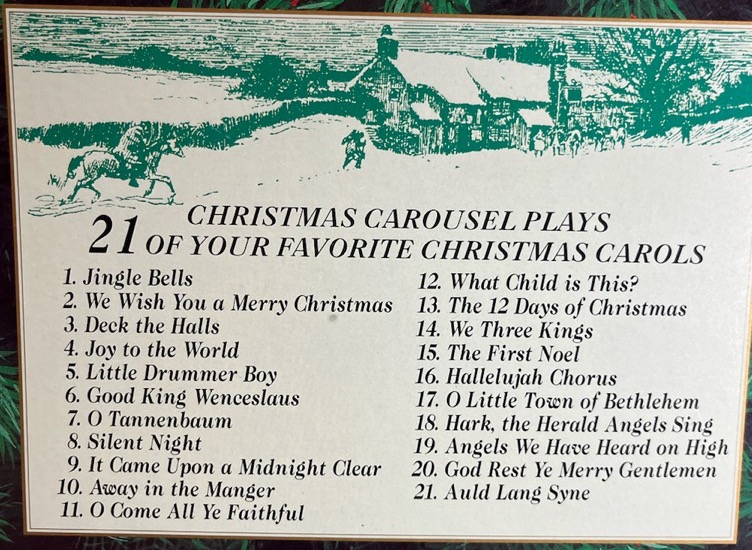 CHRISTMAS CAROUSEL PLAYS
21 OF YOUR FAVORITE CHRISTMAS CAROLS
1. Jingle Bells
2. We Wish You a Merry Christmas
3. Deck the Halls
4. Joy to the World
5. Little Drummer Boy
6. Good King Wenceslaus
7. O Tannenbaum
8. Silent Night
9. It Came Upon a Midnight Clear
10. Away in the Manger
11. O Come All Ye Faithful
12. What Child is This?
13. The 12 Days of Christmas
14. We Three Kings
15. The First Noel
16. Hallelujah Chorus
17. O Little Town of Bethlehem
18. Hark, the Herald Angels Sing
19. Angels We Have Heard on High
20. God Rest Ye Merry Gentlemen
21. Auld Lang Syne